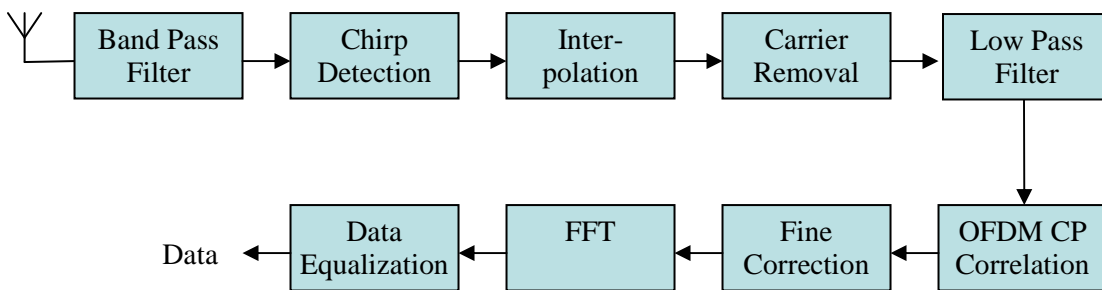 Band Pass
Filter
Chirp
Detection
Inter-
polation
Carrier
Removal
Low Pass
Filter
OFDM CP
Correlation
Fine
Correction
FFT
Data
Equalization
Data